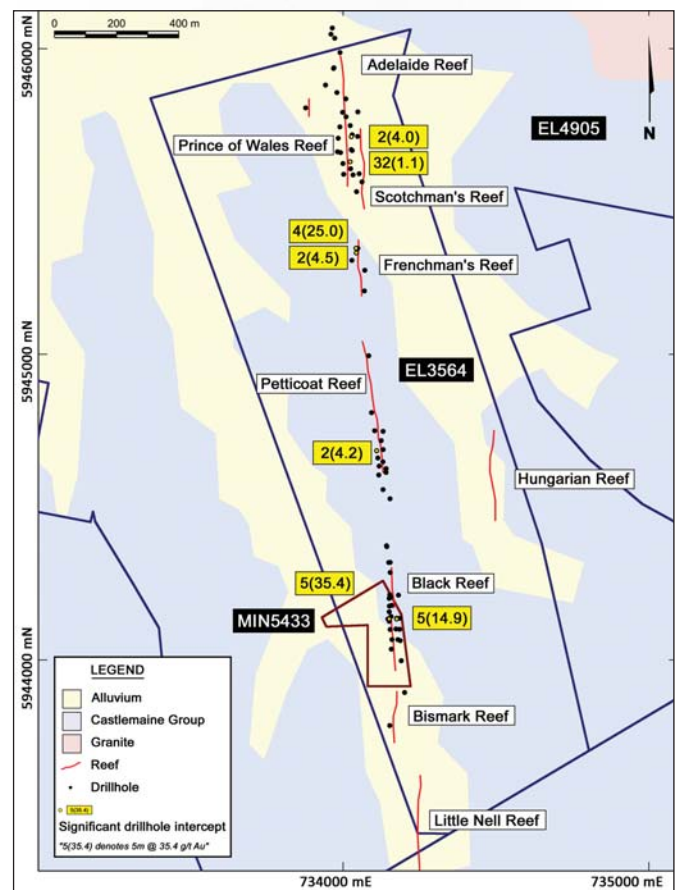 0 200 400 m
5946000 mN
Adelaide Reef
EL4905
N
Prince of Wales Reef
2(4.0)
32(1.1)
Scotchman's Reef
4(25.0)
2(4.5)
Frenchman's Reef
5945000 mN
EL3564
Petticoat Reef
2(4.2)
Hungarian Reef
5(35.4)
Black Reef
MIN5433
5(14.9)
5944000 mN
LEGEND
Alluvium
Castlemaine Group
Granite
Reef
Drillhole
Significant drillhole intercept
"5(35.4) denotes 5m @ 35.4 g/t Au"
Bismark Reef
Little Nell Reef
734000 mE
735000 mE